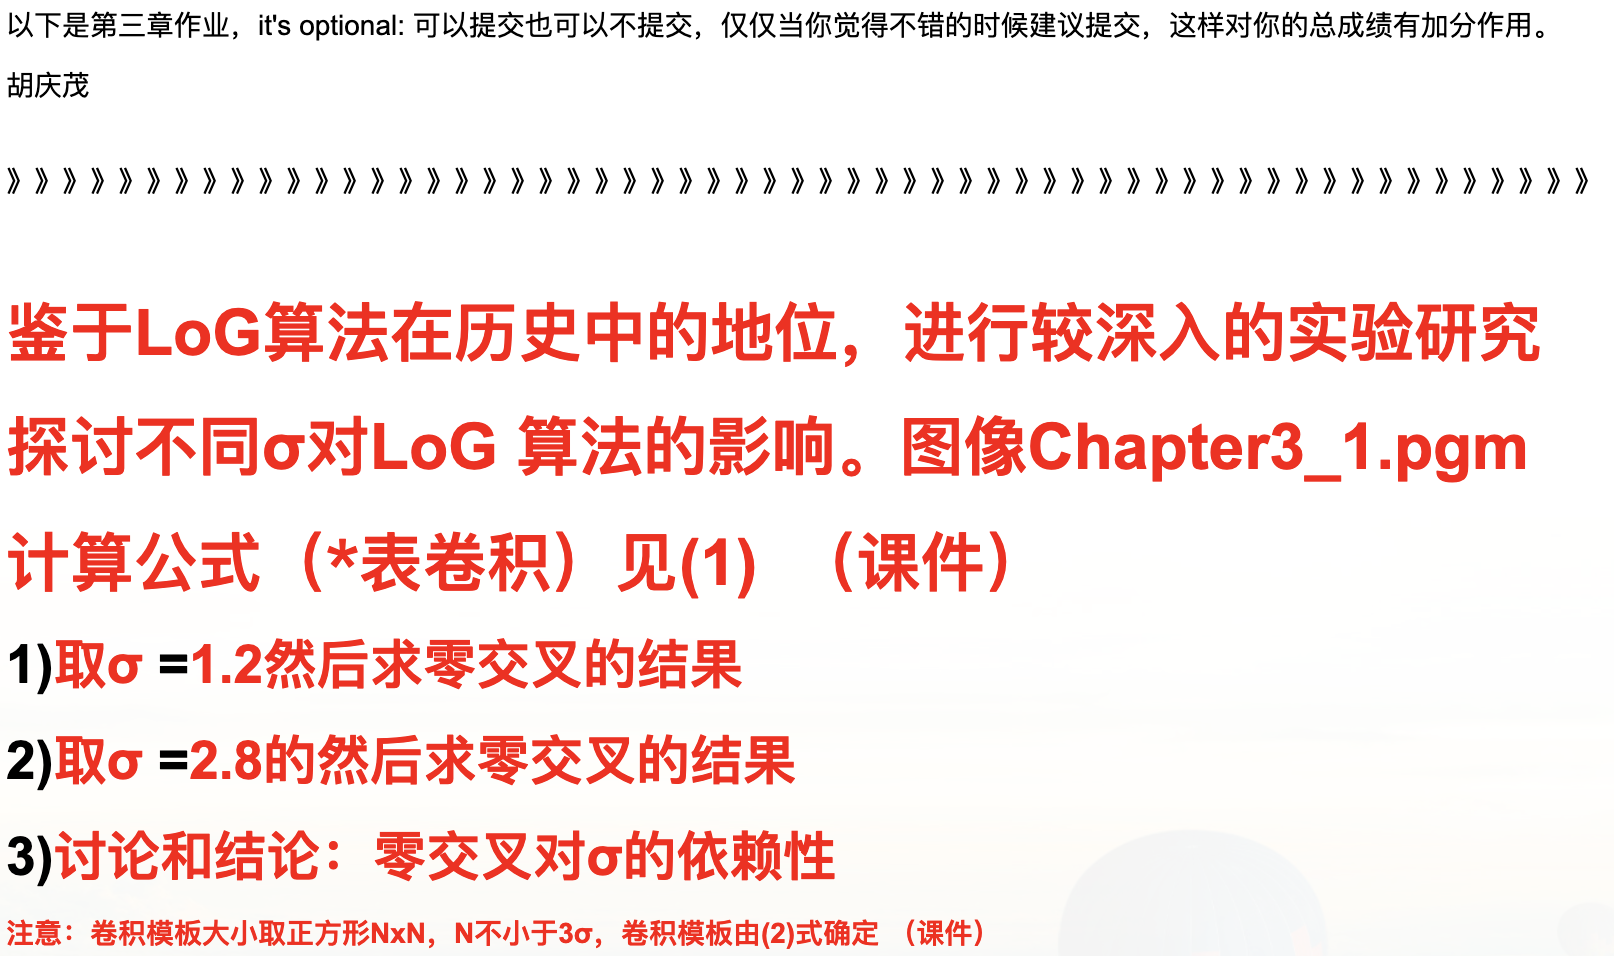 以下是第三章作业，it's optional: 可以提交也可以不提交，仅仅当你觉得不错的时候建议提交，这样对你的总成绩有加分作用。
胡庆茂
》》》》》》》》》》》》》》》》》》》》》》》》》》》》》》》》》》》》》》》》》》》》》》》》》》》》》》》》》
鉴于LoG算法在历史中的地位，进行较深入的实验研究
探讨不同σ对LoG 算法的影响。图像Chapter3_1.pgm
计算公式（*表卷积）见(1) （课件）
1)取σ =1.2然后求零交叉的结果
2)取σ =2.8的然后求零交叉的结果
3)讨论和结论：零交叉对σ的依赖性
注意：卷积模板大小取正方形NxN，N不小于3σ，卷积模板由(2)式确定 （课件）